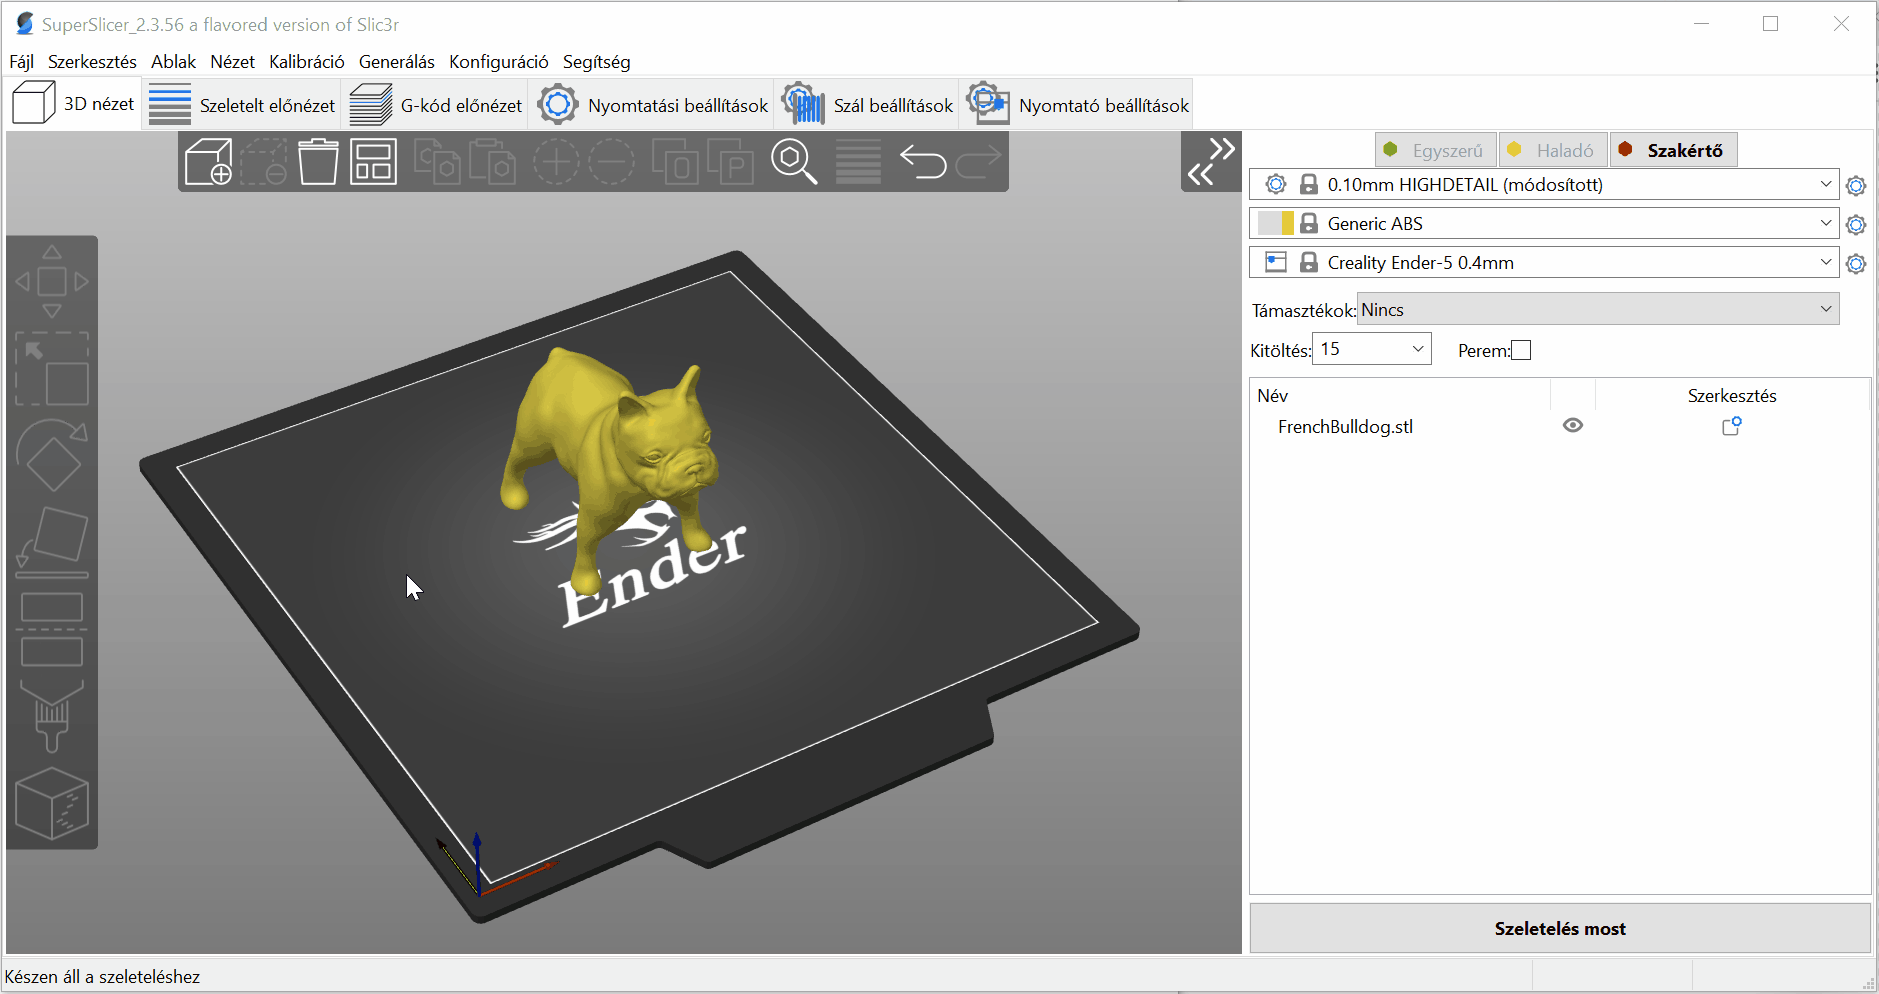 SuperSlicer_2.3.56 a flavored version of Slic3r
Fájl Szerkesztés Ablak Nézet Kalibráció Generálás Konfiguráció Segítség
3D nézet Szeletelt előnézet G-kód előnézet Nyomtatási beállítások Szál beállítások Nyomtató beállítások
Egyszerű Haladó Szakértő
0.10mm HIGHDETAIL (módosított)
Generic ABS
Creality Ender-5 0.4mm
Támasztékok: Nincs
Kitöltés: 15 Perem:
Név Szerkesztés
FrenchBulldog.stl
Ender
Szeletelés most
Készen áll a szeleteléshez